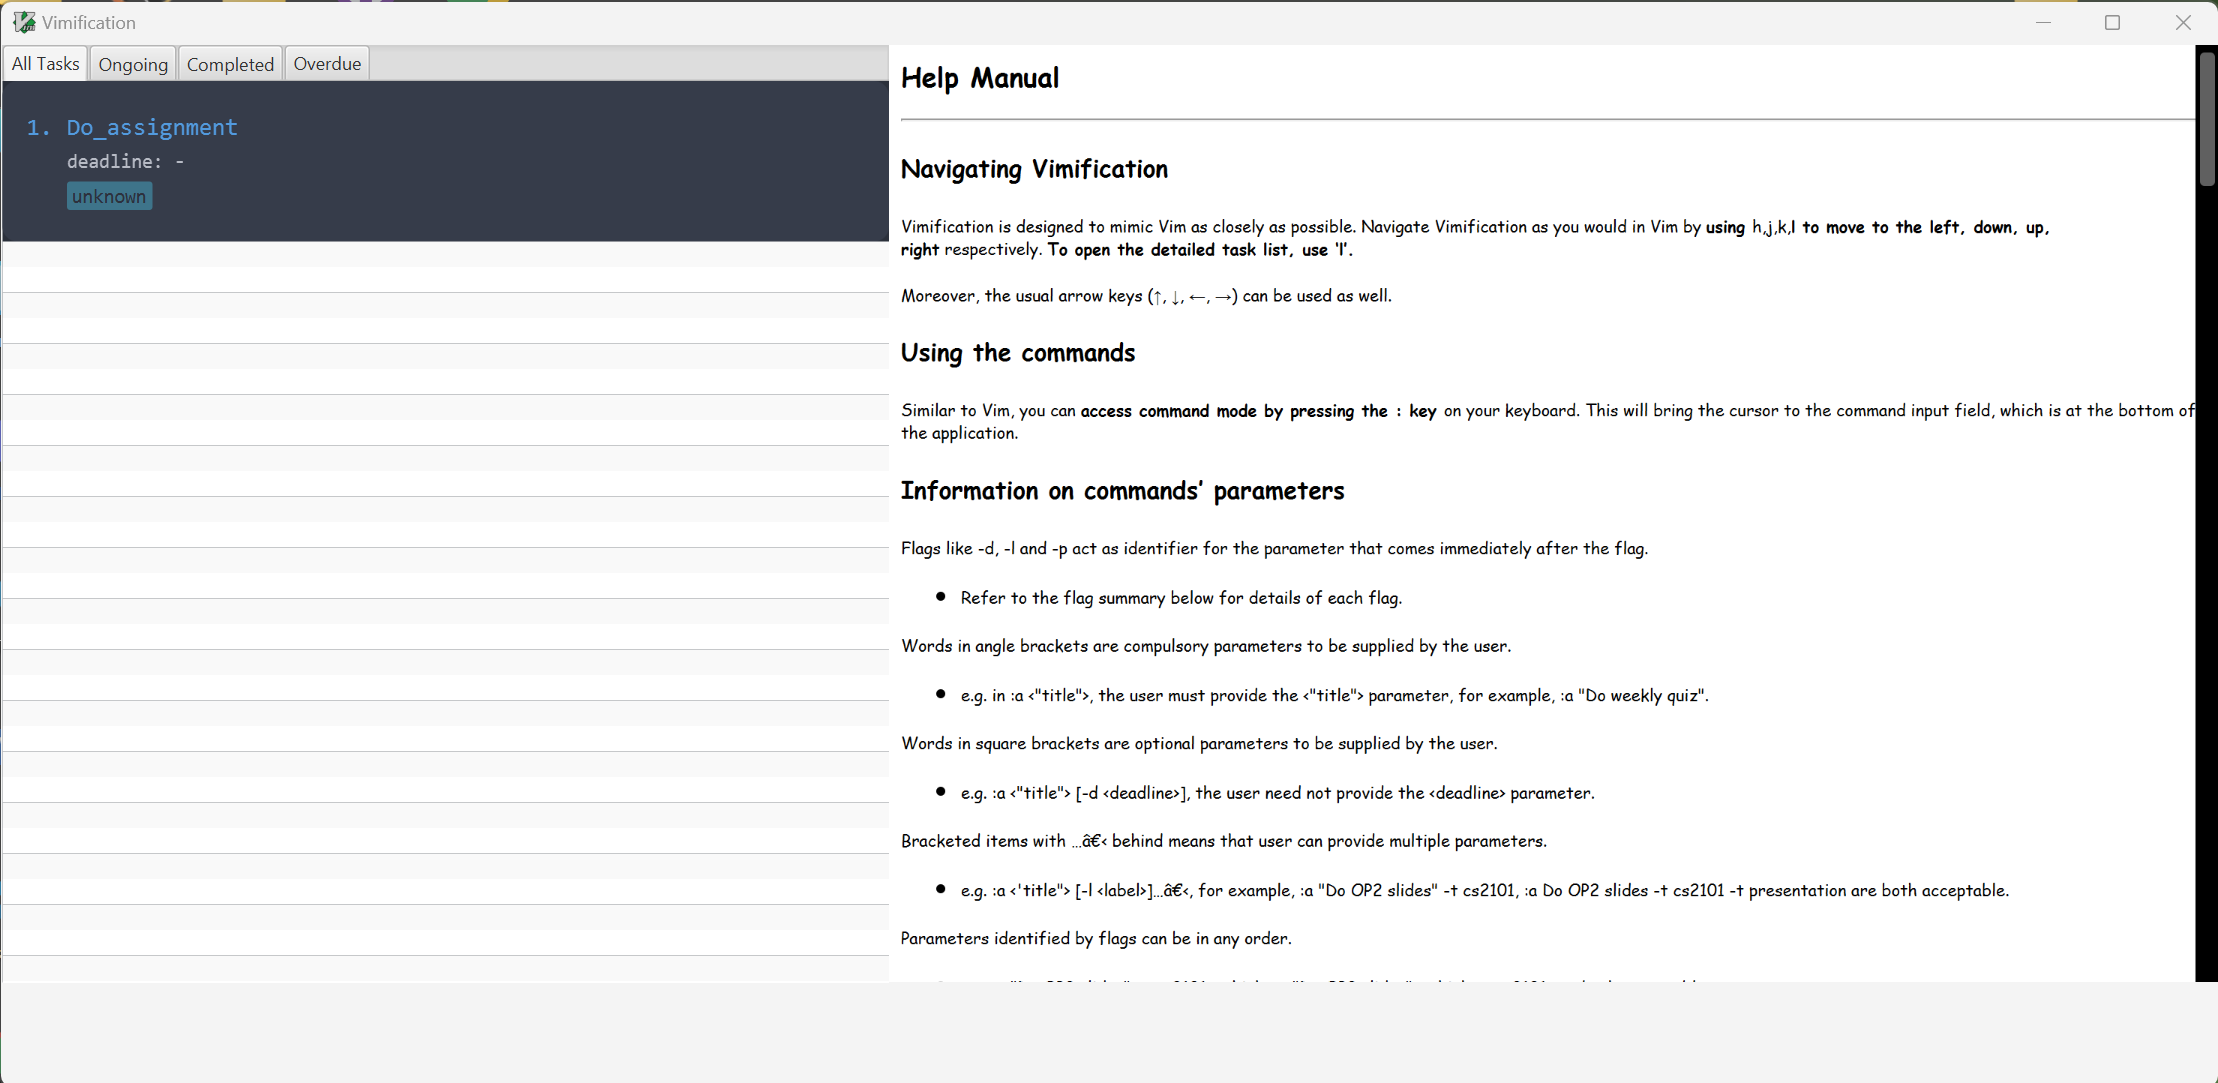 Vimification
All Tasks
Ongoing
Completed
Overdue
1. Do_assignment
deadline: -
unknown
Help Manual
Navigating Vimification
Vimification is designed to mimic Vim as closely as possible. Navigate Vimification as you would in Vim by using h,j,k,l to move to the left, down, up,
right respectively. To open the detailed task list, use 'l'.
Moreover, the usual arrow keys (↑, ↓, ←, →) can be used as well.
Using the commands
Similar to Vim, you can access command mode by pressing the : key on your keyboard. This will bring the cursor to the command input field, which is at the bottom of
the application.
Information on commands’ parameters
Flags like -d, -l and -p act as identifier for the parameter that comes immediately after the flag.
• Refer to the flag summary below for details of each flag.
Words in angle brackets are compulsory parameters to be supplied by the user.
• e.g. in :a <"title">, the user must provide the <"title"> parameter, for example, :a "Do weekly quiz".
Words in square brackets are optional parameters to be supplied by the user.
• e.g. :a <"title"> [-d <deadline>], the user need not provide the <deadline> parameter.
Bracketed items with …â€‹ behind means that user can provide multiple parameters.
• e.g. :a <'title"> [-l <label>]…â€‹, for example, :a "Do OP2 slides" -t cs2101, :a Do OP2 slides -t cs2101 -t presentation are both acceptable.
Parameters identified by flags can be in any order.